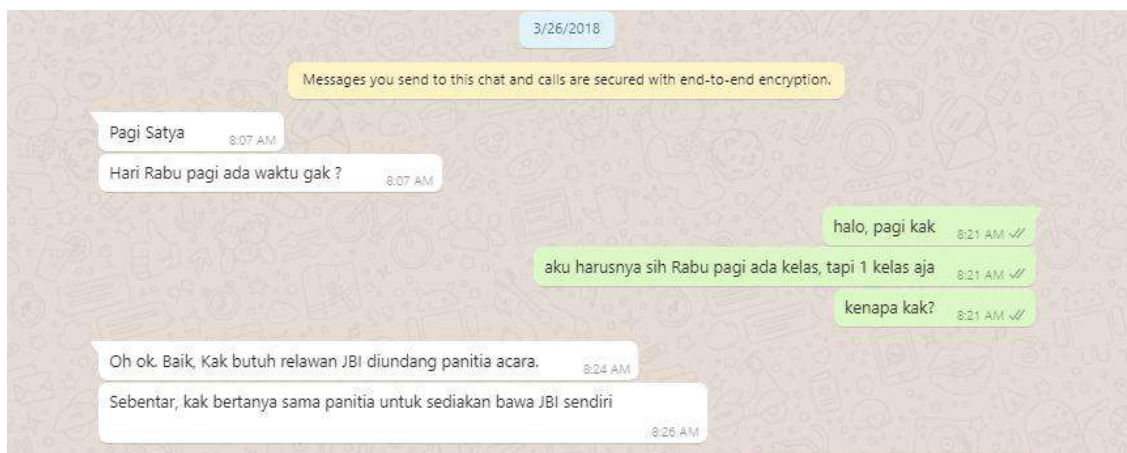 3/26/2018
Messages you send to this chat and calls are secured with end-to-end encryption.
Pagi Satya 8:07 AM
Hari Rabu pagi ada waktu gak ? 8:07 AM
halo, pagi kak 8:21 AM
aku harusnya sih Rabu pagi ada kelas, tapi 1 kelas aja 8:21 AM
kenapa kak? 8:21 AM
Oh ok. Baik, Kak butuh relawan JBI diundang panitia acara. 8:24 AM
Sebentar, kak bertanya sama panitia untuk sediakan bawa JBI sendiri
8:26 AM